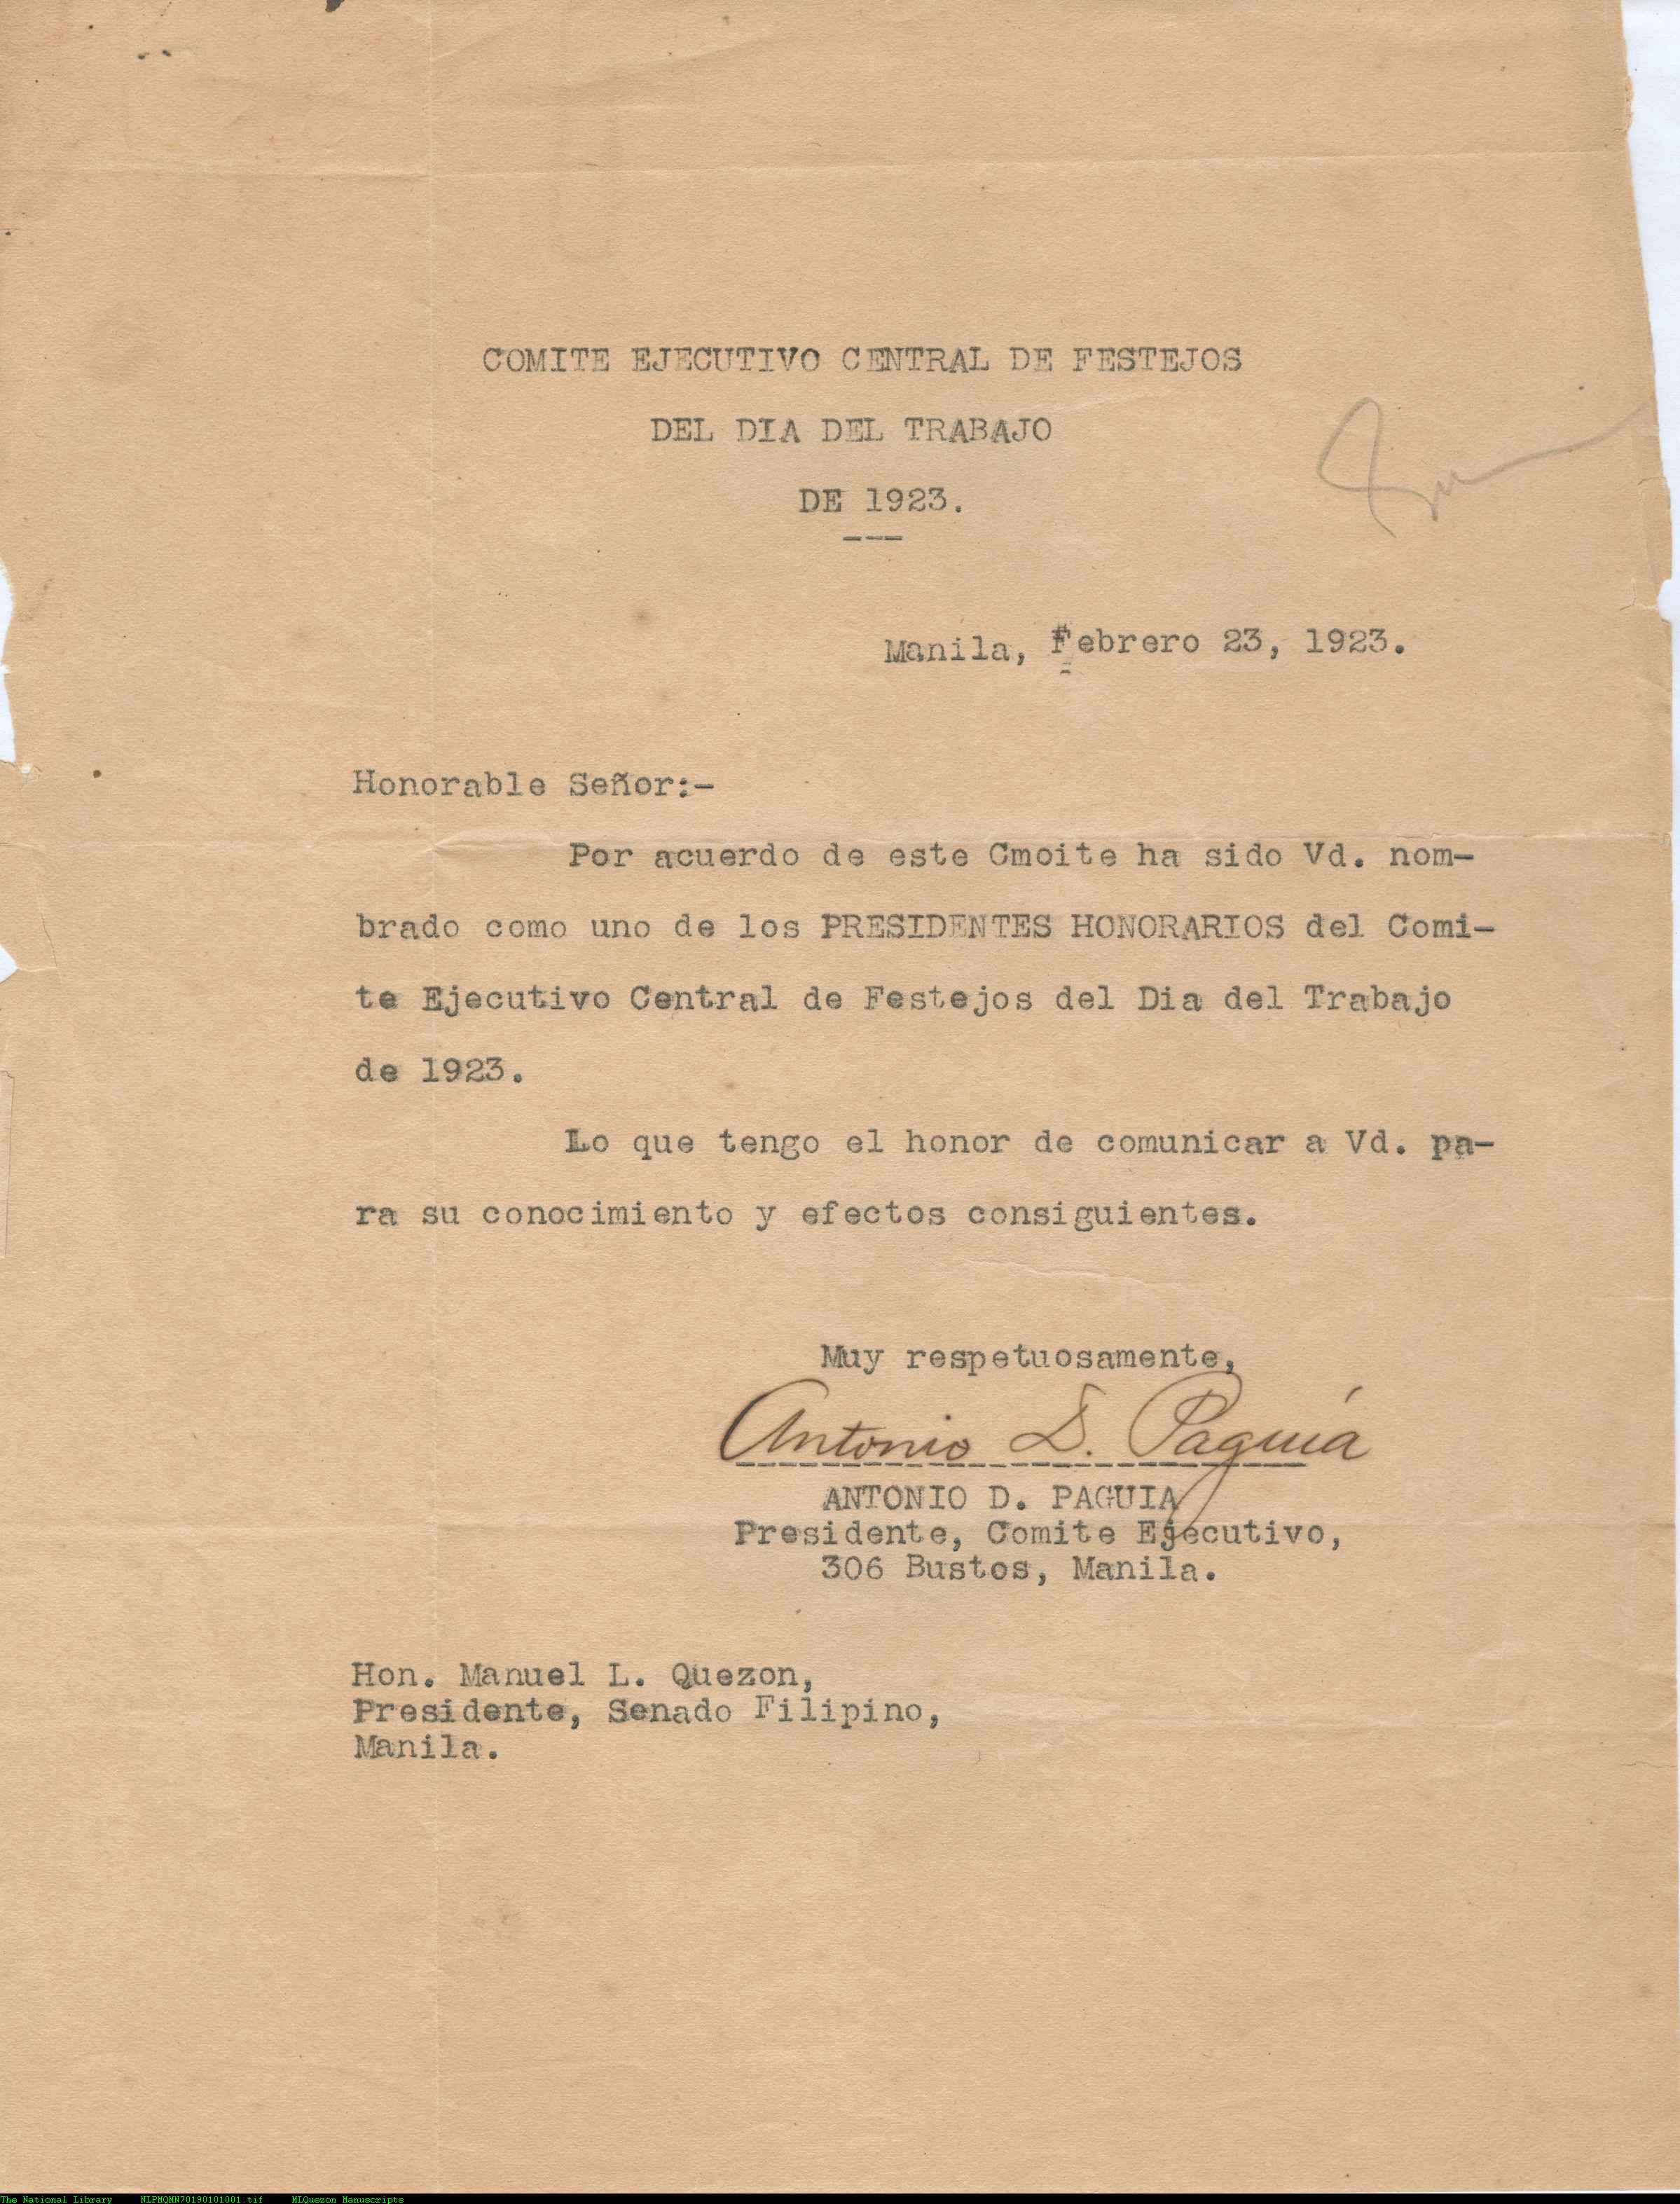 COMITE EJECUTIVO CENTRAL DE FESTEJOS
DEL DIA DEL TRABAJO
DE 1923.
---
Manila, Febrero 23, 1923.
Honorable Señor:-
Por acuerdo de este Cmoite ha sido Vd. nom-
brado como uno de los PRESIDENTES HONORARIOS del Comi-
te Ejecutivo Central de Festejos del Dia del Trabajo
de 1923.
Lo que tengo el honor de comunicar a Vd. pa-
ra su conocimiento y efectos consiguientes.
Muy respetuosamente,
Antonio D. Paguia
ANTONIO D. PAGUIA
Presidente, Comite Ejecutivo,
306 Bustos, Manila.
Hon. Manuel L. Quezon,
Presidente, Senado Filipino,
Manila.
The National Library NLPMQMN70190101001.tif MLQuezon Manuscripts